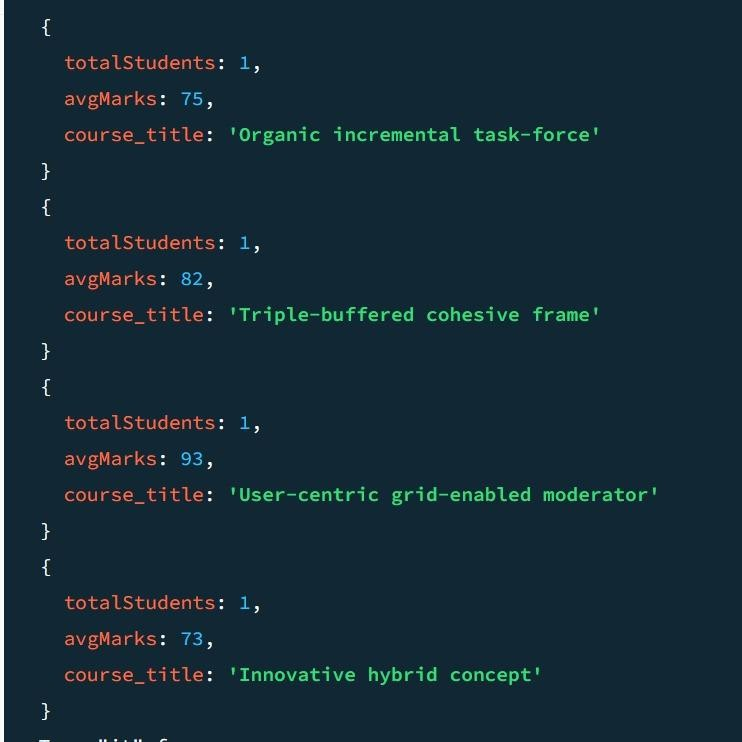 {
totalStudents: 1,
avgMarks: 75,
course_title: 'Organic incremental task-force'
}
{
totalStudents: 1,
avgMarks: 82,
course_title: 'Triple-buffered cohesive frame'
}
{
totalStudents: 1,
avgMarks: 93,
course_title: 'User-centric grid-enabled moderator'
}
{
totalStudents: 1,
avgMarks: 73,
course_title: 'Innovative hybrid concept'
}